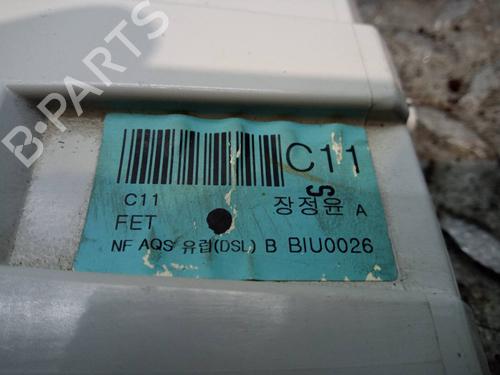 B-PARTS
C11
S
C11
장정윤 A
FET
NF AQS 유럽(DSL) B BIU0026